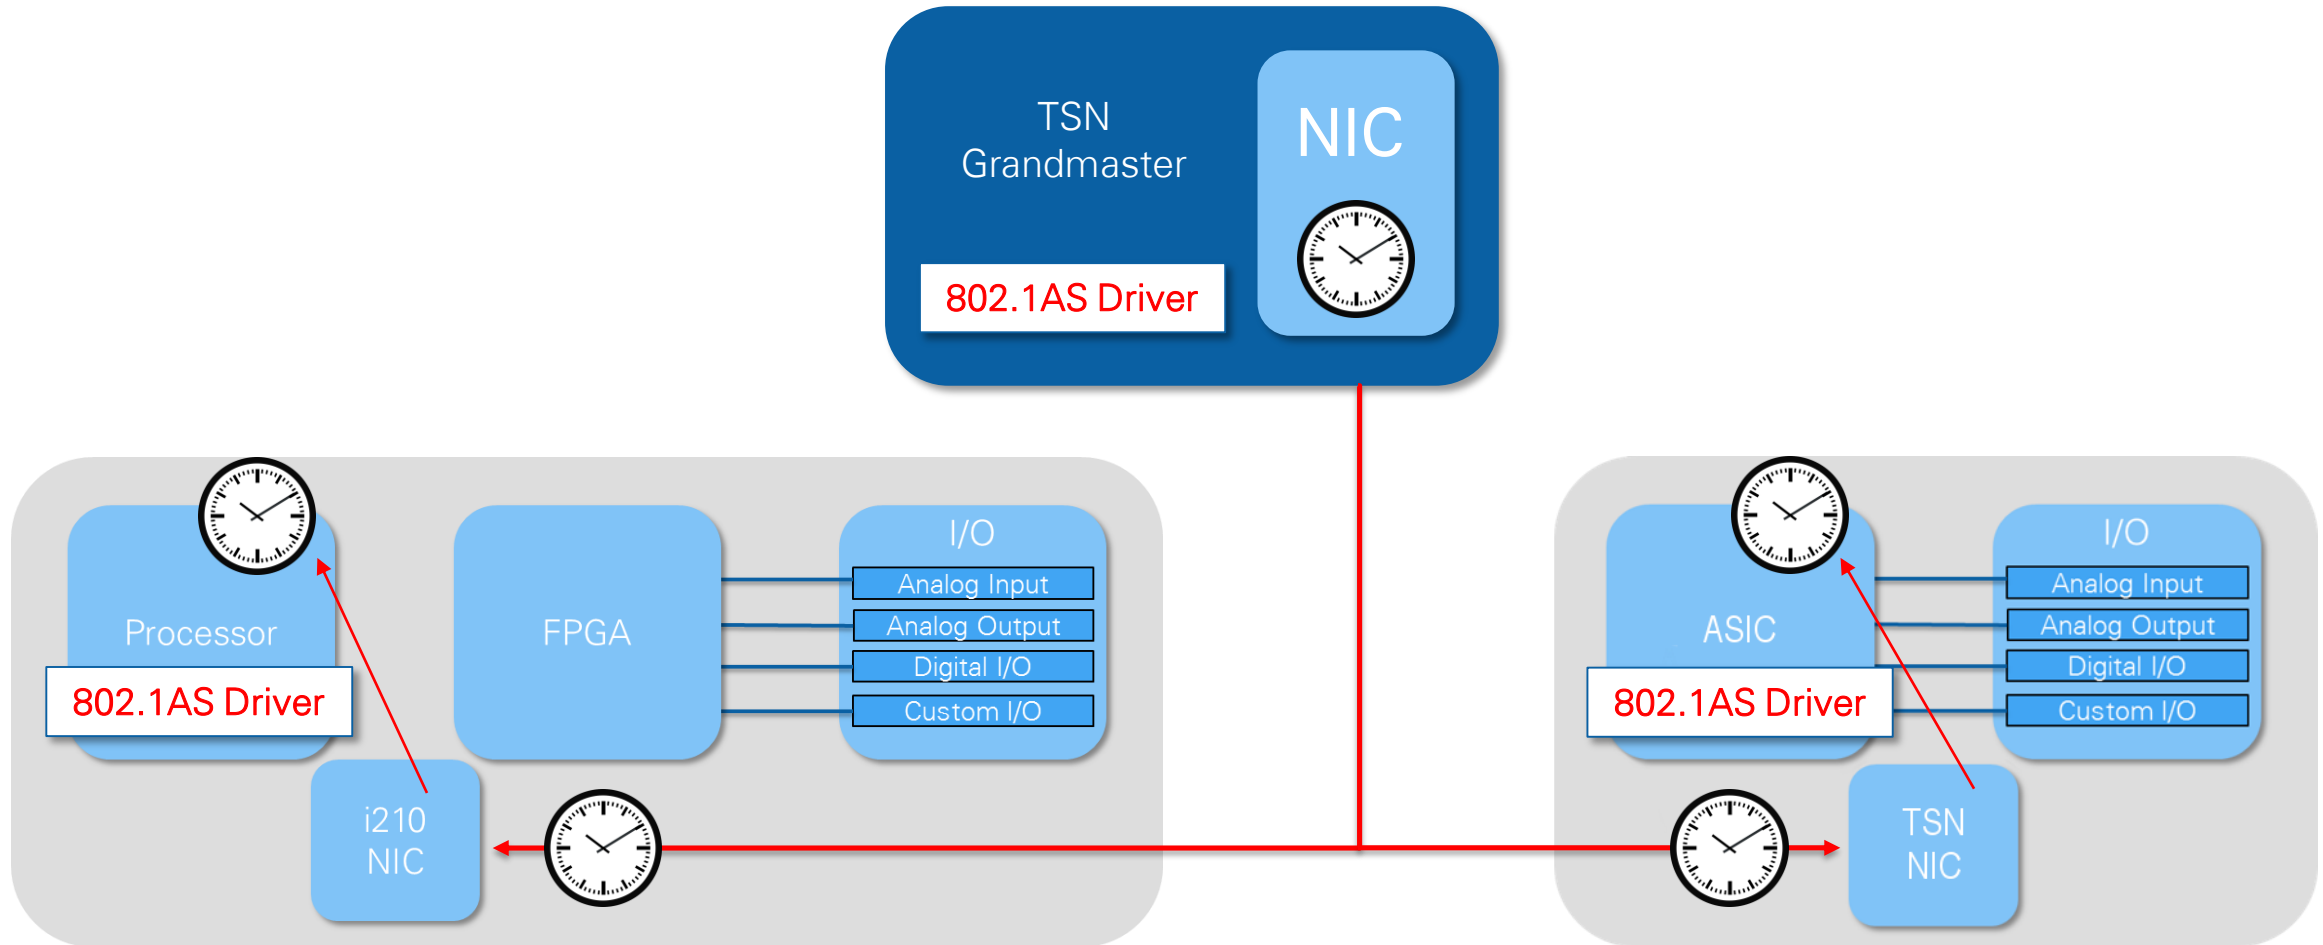 TSN
Grandmaster
NIC
802.1AS Driver
Processor
802.1AS Driver
FPGA
I/O
Analog Input
Analog Output
Digital I/O
Custom I/O
i210
NIC
ASIC
802.1AS Driver
I/O
Analog Input
Analog Output
Digital I/O
Custom I/O
TSN
NIC